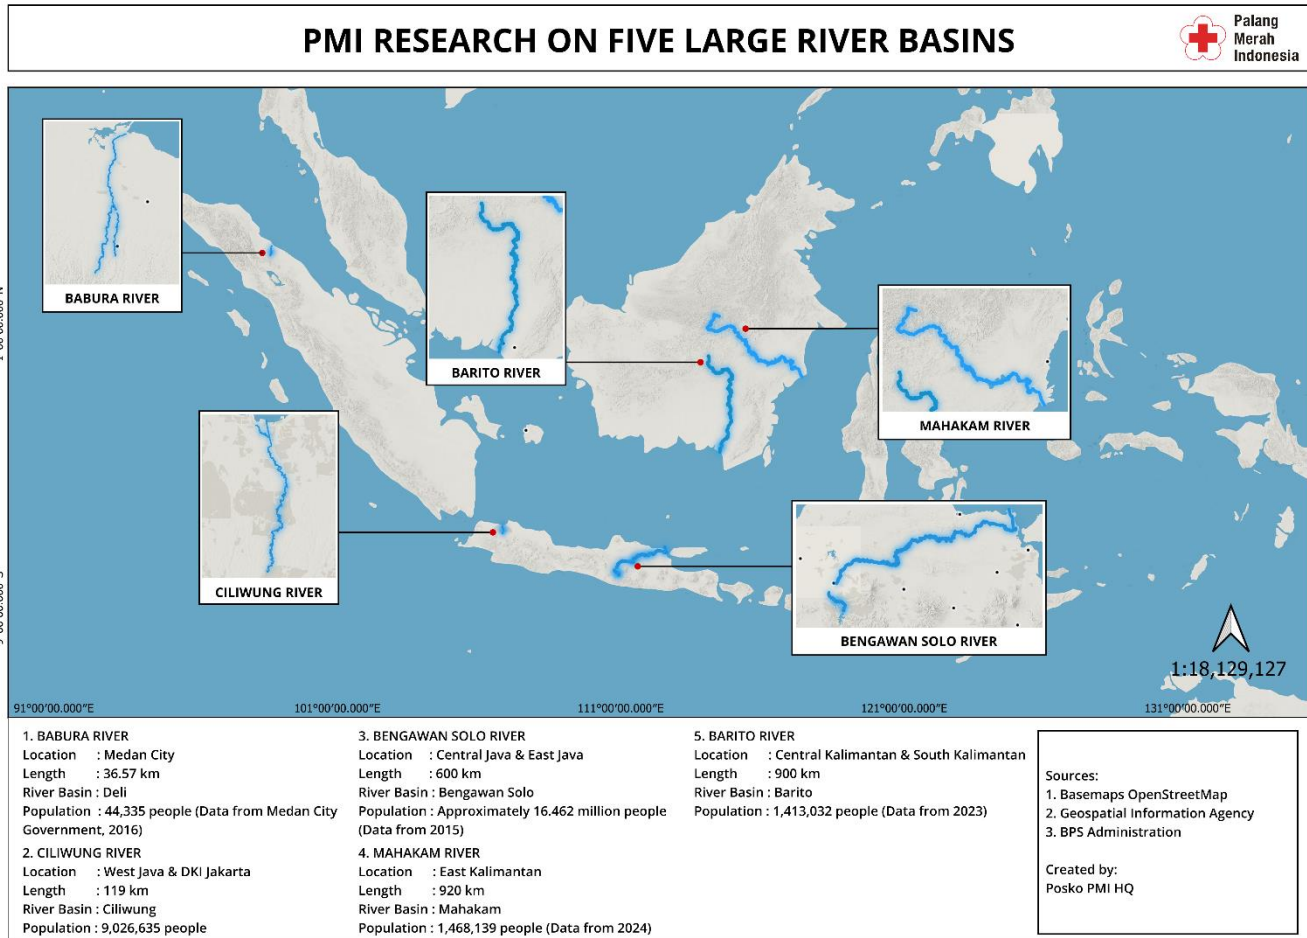 PMI RESEARCH ON FIVE LARGE RIVER BASINS
Palang
Merah
Indonesia
BABURA RIVER
BARITO RIVER
MAHAKAM RIVER
CILIWUNG RIVER
BENGAWAN SOLO RIVER
1:18,129,127
91°00'00.000"E
101°00'00.000"E
111°00'00.000"E
121°00'00.000"E
131°00'00.000"E
1. BABURA RIVER
Location : Medan City
Length : 36.57 km
River Basin : Deli
Population : 44,335 people (Data from Medan City
Government, 2016)
2. CILIWUNG RIVER
Location : West Java & DKI Jakarta
Length : 119 km
River Basin : Ciliwung
Population : 9,026,635 people
3. BENGAWAN SOLO RIVER
Location : Central Java & East Java
Length : 600 km
River Basin : Bengawan Solo
Population : Approximately 16.462 million people
(Data from 2015)
4. MAHAKAM RIVER
Location : East Kalimantan
Length : 920 km
River Basin : Mahakam
Population : 1,468,139 people (Data from 2024)
5. BARITO RIVER
Location : Central Kalimantan & South Kalimantan
Length : 900 km
River Basin : Barito
Population : 1,413,032 people (Data from 2023)
Sources:
1. Basemaps OpenStreetMap
2. Geospatial Information Agency
3. BPS Administration
Created by:
Posko PMI HQ